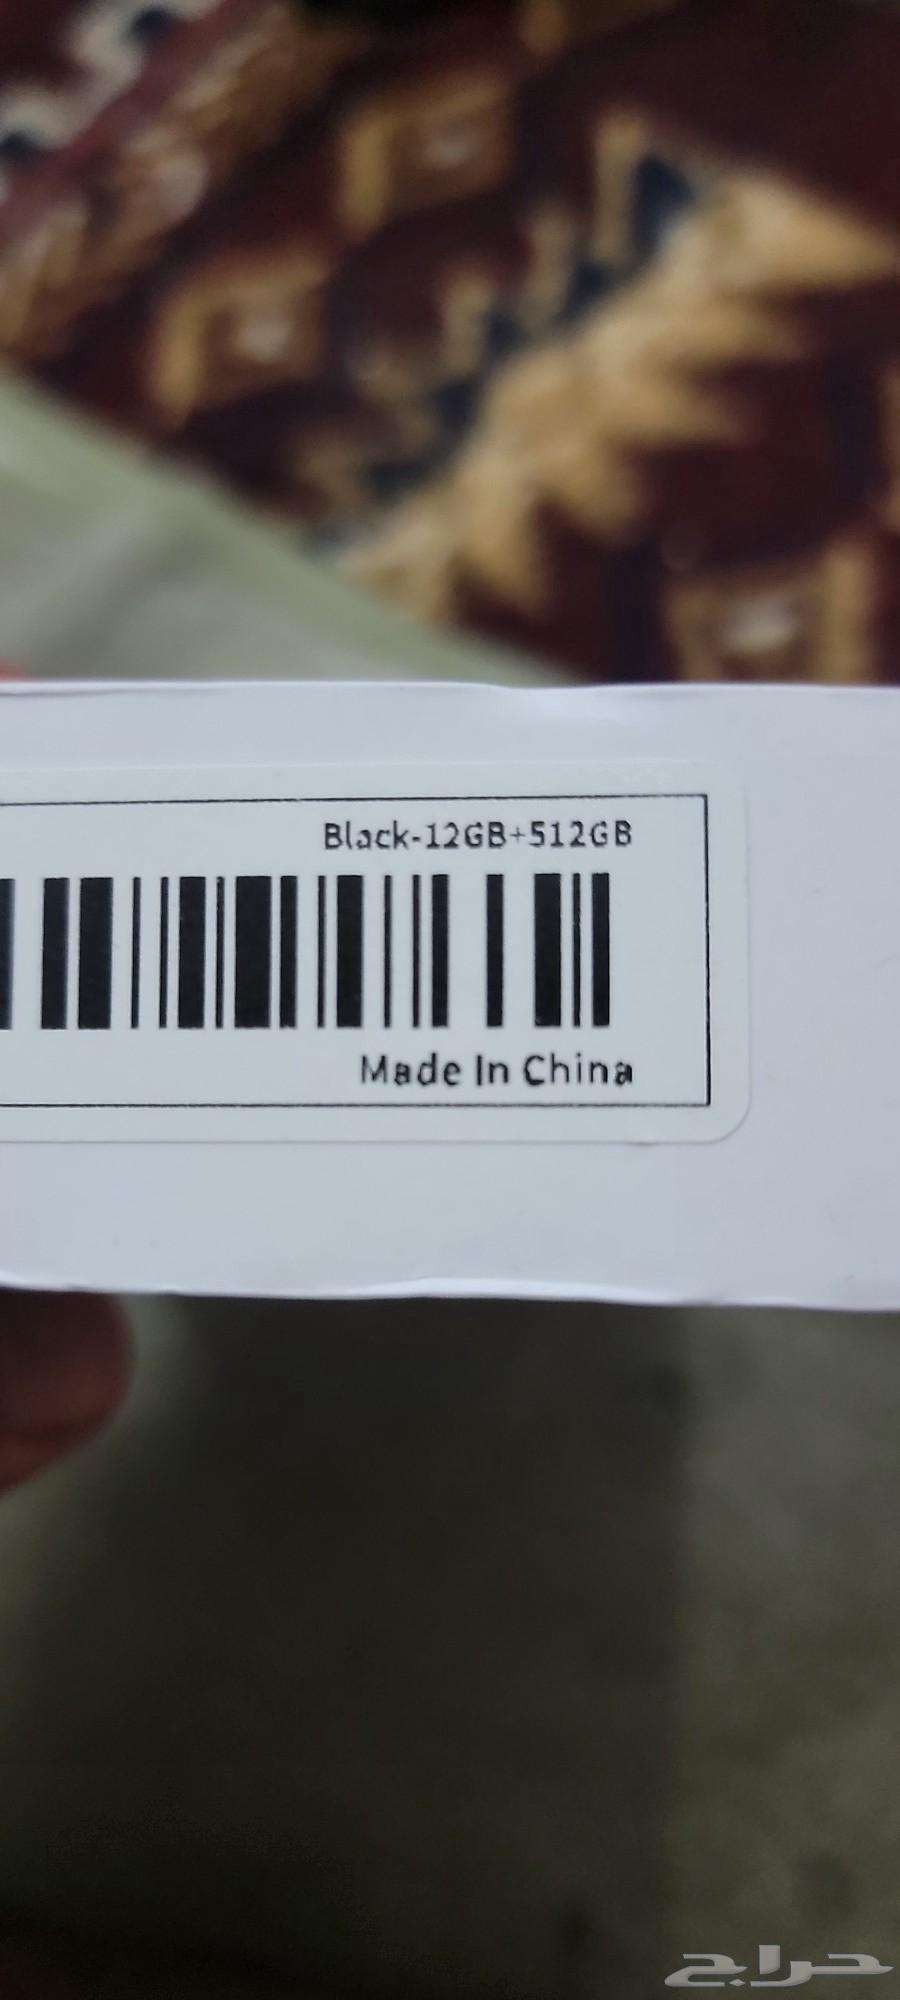 Black-12GB+512GB
Made In China
حراج